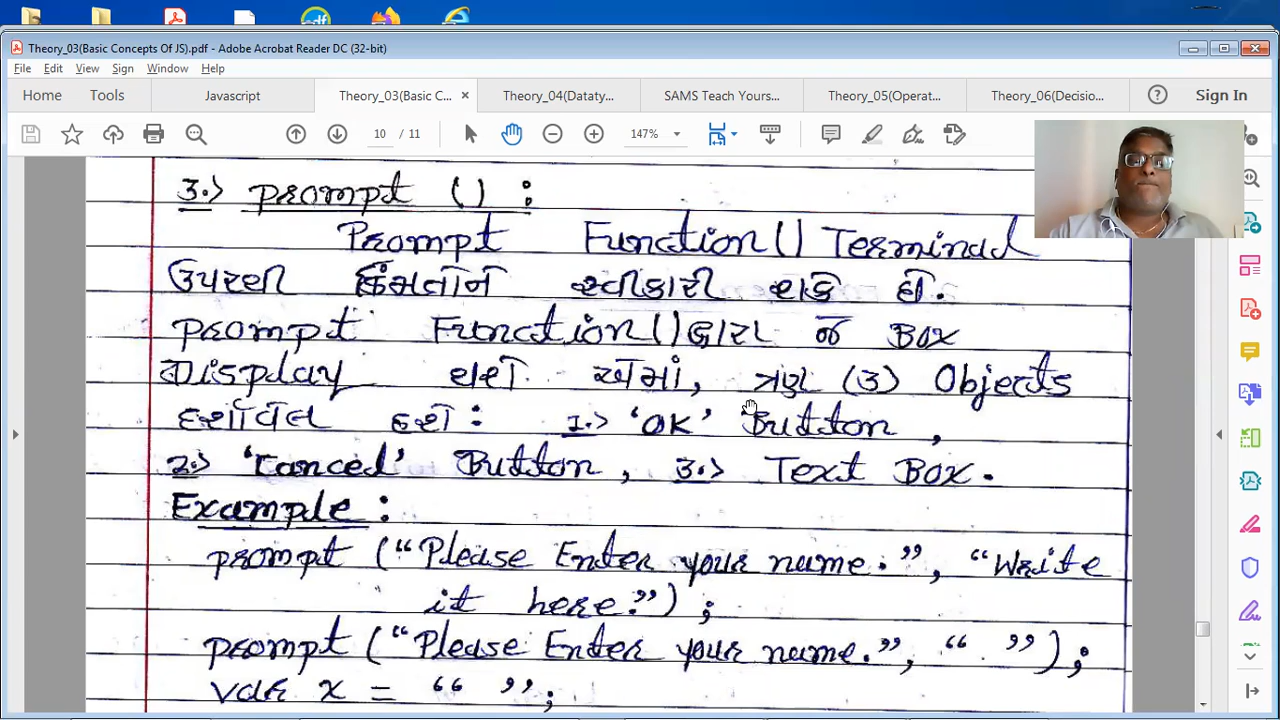 Theory_03(Basic Concepts Of JS).pdf - Adobe Acrobat Reader DC (32-bit)
File Edit View Sign Window Help
Home Tools Javascript Theory_03(Basic C... × Theory_04(Dataty... SAMS Teach Yours... Theory_05(Operat... Theory_06(Decisio... Sign In
10 / 11 147%
3.> prompt () :
Prompt Function() Terminal
ઉપરની કિંમતોને સ્વીકારી શકે છે.
Prompt Function() દ્વારા જે Box
Display થશે એમાં, ત્રણ (૩) Objects
દર્શાવેલ હશે : 1.> 'OK' Button ,
2.> 'Cancel' Button , 3.> Text Box .
Example :
prompt ("Please Enter your name.", "Write
it here.") ;
prompt ("Please Enter your name.", " ") ;
var x = " " ;